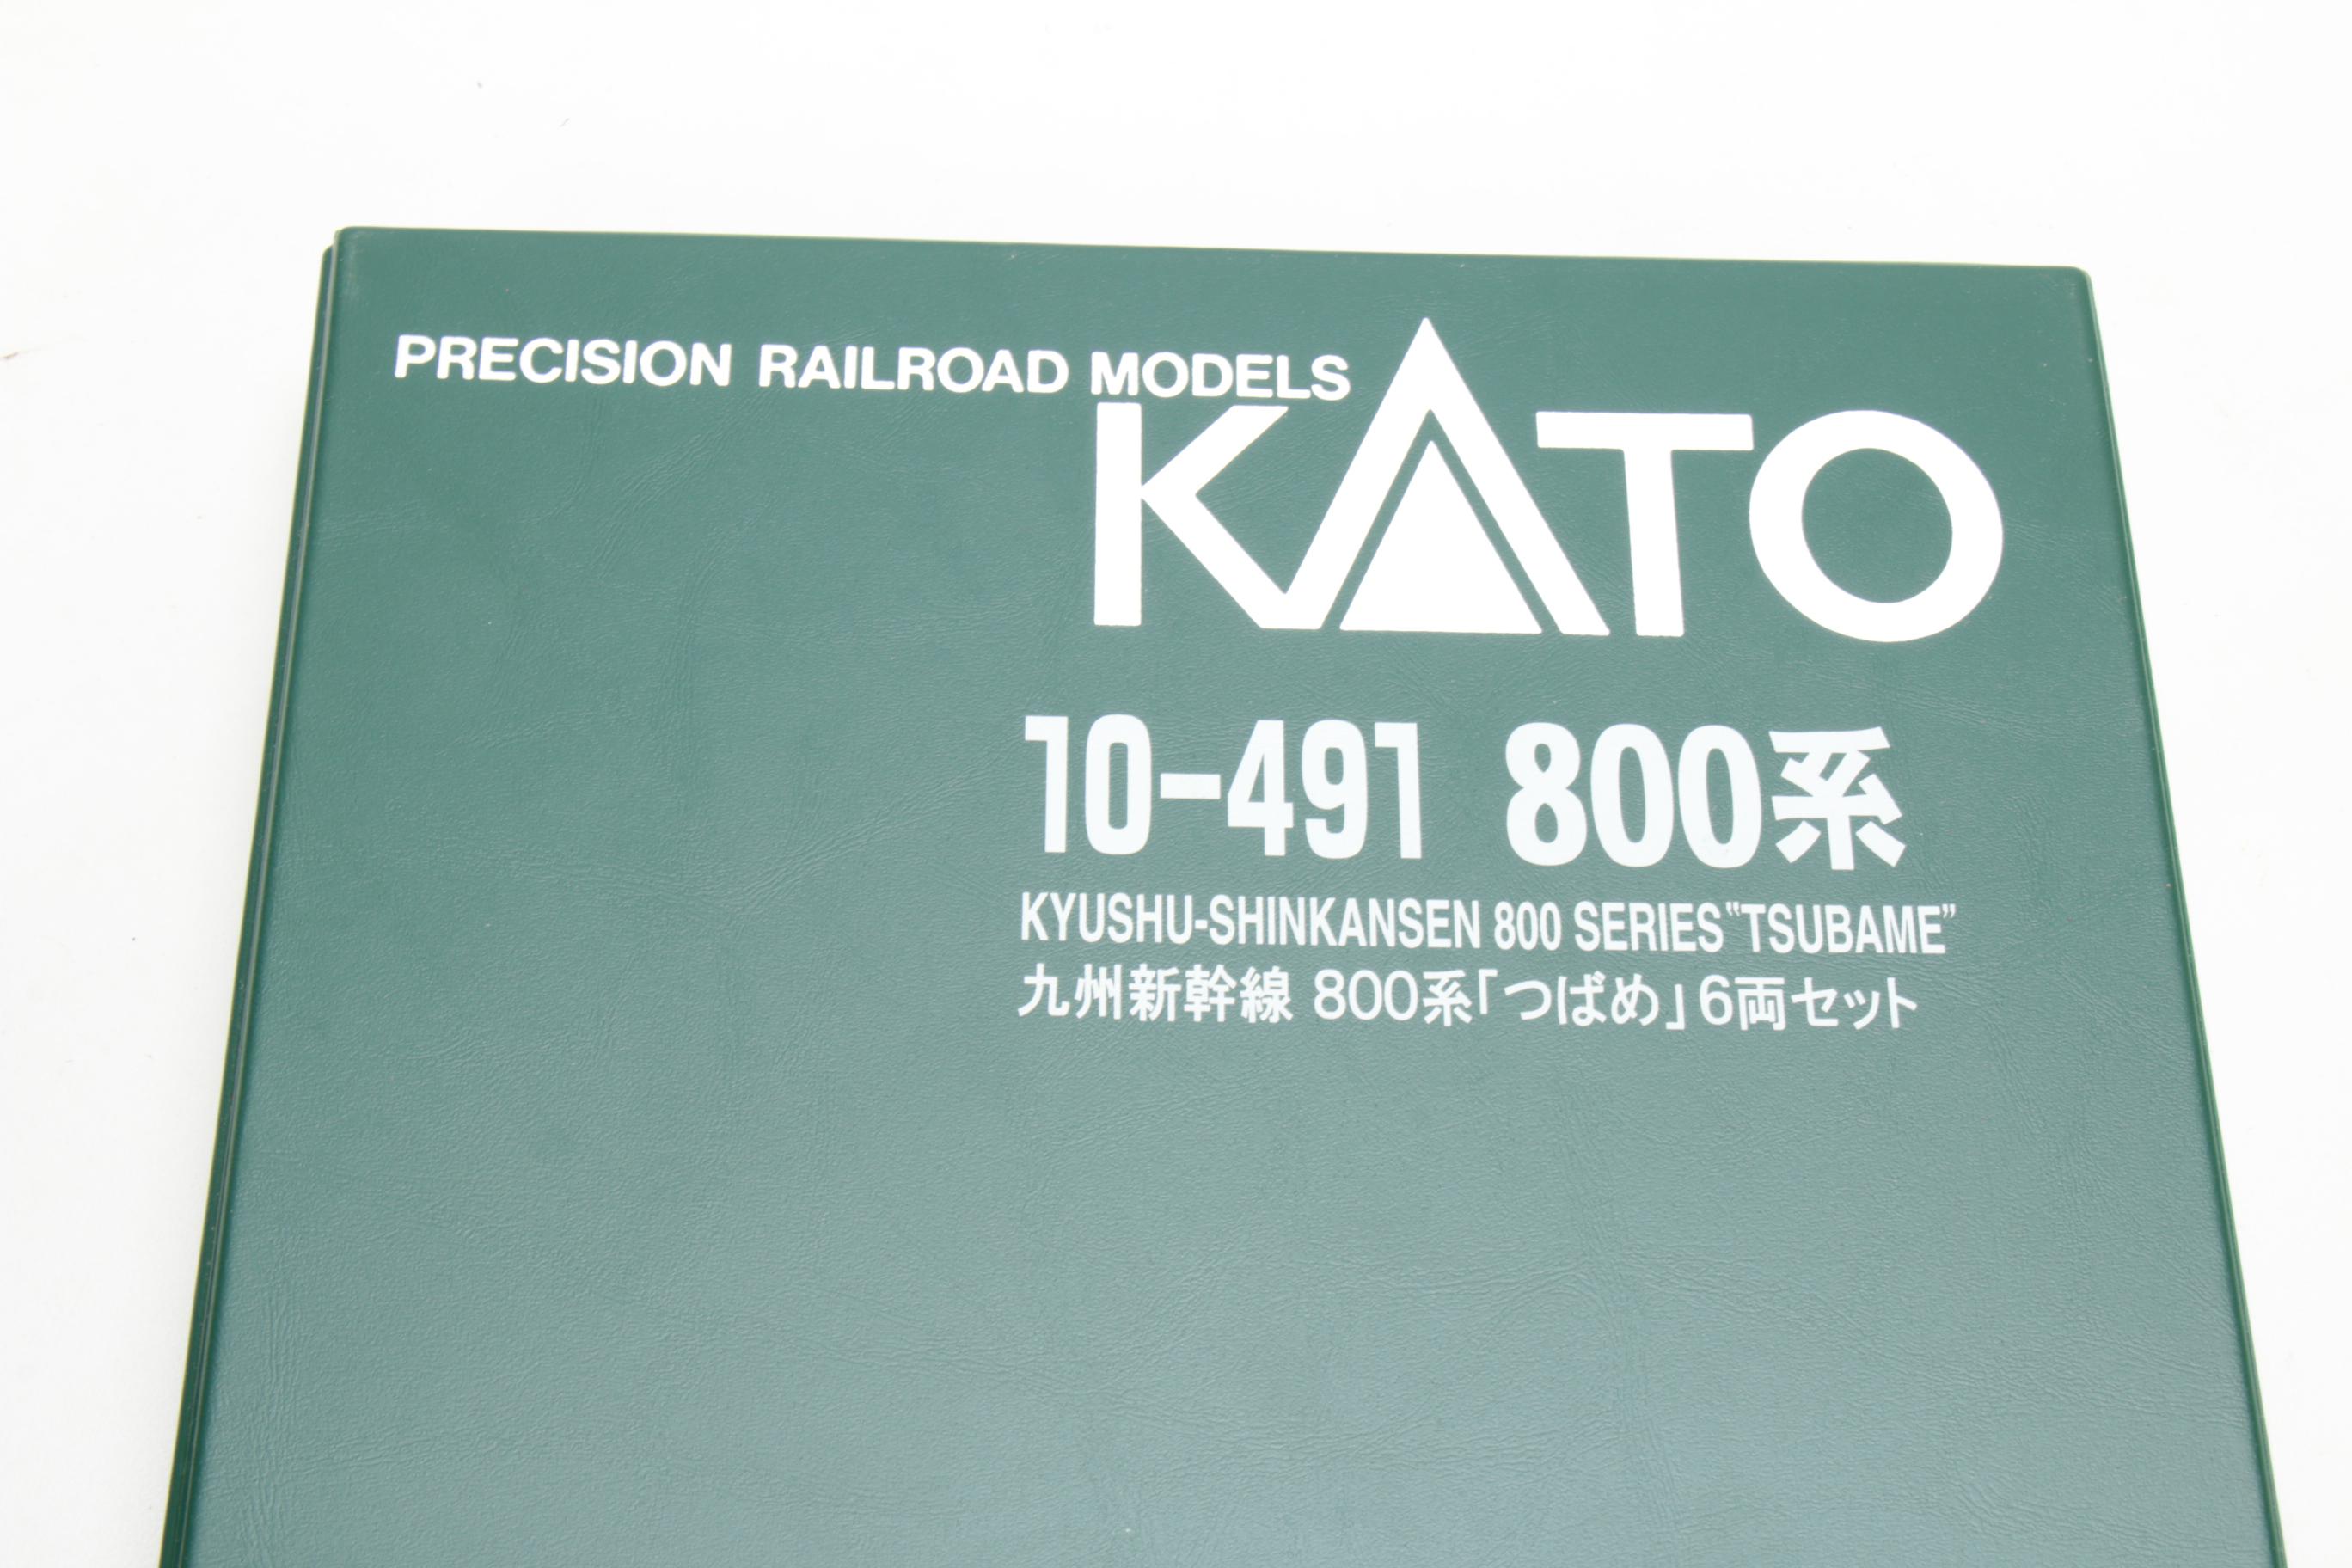 PRECISION RAILROAD MODELS
KATO
10-491 800系
KYUSHU-SHINKANSEN 800 SERIES "TSUBAME"
九州新幹線 800系「つばめ」6両セット